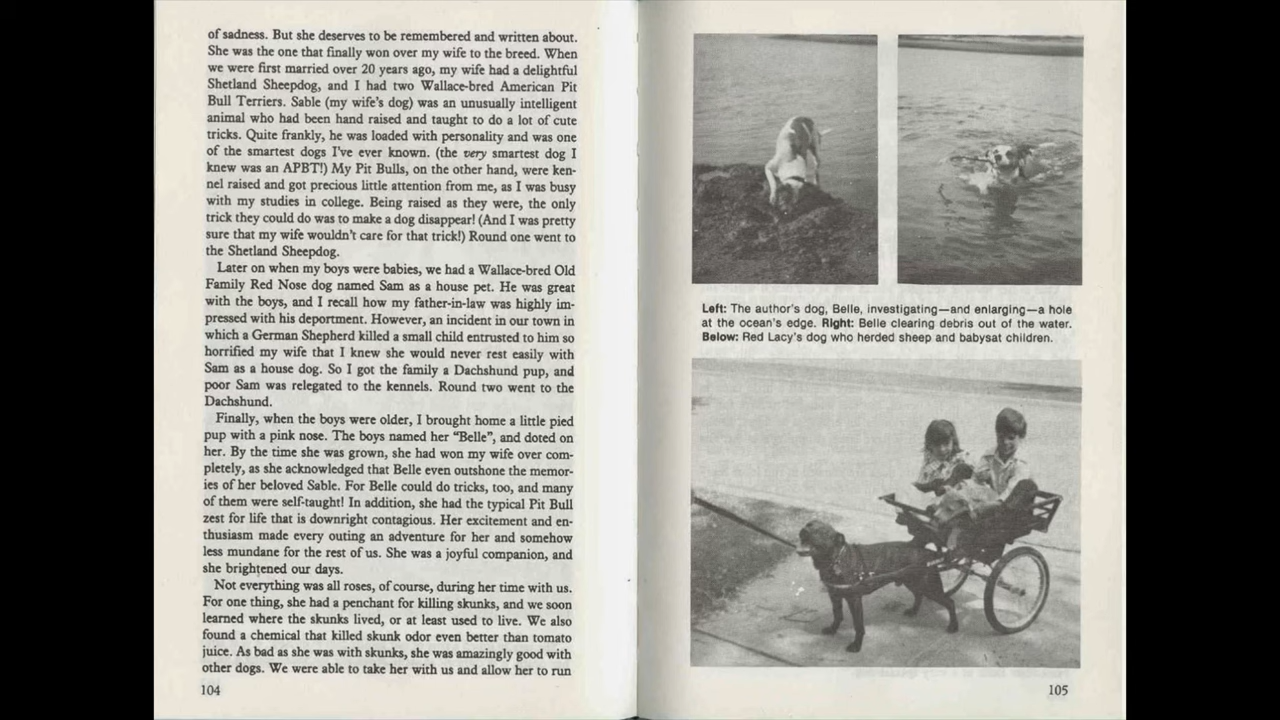 of sadness. But she deserves to be remembered and written about.
She was the one that finally won over my wife to the breed. When
we were first married over 20 years ago, my wife had a delightful
Shetland Sheepdog, and I had two Wallace-bred American Pit
Bull Terriers. Sable (my wife's dog) was an unusually intelligent
animal who had been hand raised and taught to do a lot of cute
tricks. Quite frankly, he was loaded with personality and was one
of the smartest dogs I've ever known. (the very smartest dog I
knew was an APBT!) My Pit Bulls, on the other hand, were ken-
nel raised and got precious little attention from me, as I was busy
with my studies in college. Being raised as they were, the only
trick they could do was to make a dog disappear! (And I was pretty
sure that my wife wouldn't care for that trick!) Round one went to
the Shetland Sheepdog.
Later on when my boys were babies, we had a Wallace-bred Old
Family Red Nose dog named Sam as a house pet. He was great
with the boys, and I recall how my father-in-law was highly im-
pressed with his deportment. However, an incident in our town in
which a German Shepherd killed a small child entrusted to him so
horrified my wife that I knew she would never rest easily with
Sam as a house dog. So I got the family a Dachshund pup, and
poor Sam was relegated to the kennels. Round two went to the
Dachshund.
Finally, when the boys were older, I brought home a little pied
pup with a pink nose. The boys named her "Belle", and doted on
her. By the time she was grown, she had won my wife over com-
pletely, as she acknowledged that Belle even outshone the memor-
ies of her beloved Sable. For Belle could do tricks, too, and many
of them were self-taught! In addition, she had the typical Pit Bull
zest for life that is downright contagious. Her excitement and en-
thusiasm made every outing an adventure for her and somehow
less mundane for the rest of us. She was a joyful companion, and
she brightened our days.
Not everything was all roses, of course, during her time with us.
For one thing, she had a penchant for killing skunks, and we soon
learned where the skunks lived, or at least used to live. We also
found a chemical that killed skunk odor even better than tomato
juice. As bad as she was with skunks, she was amazingly good with
other dogs. We were able to take her with us and allow her to run
104
Left: The author's dog, Belle, investigating—and enlarging—a hole
at the ocean's edge. Right: Belle clearing debris out of the water.
Below: Red Lacy's dog who herded sheep and babysat children.
105